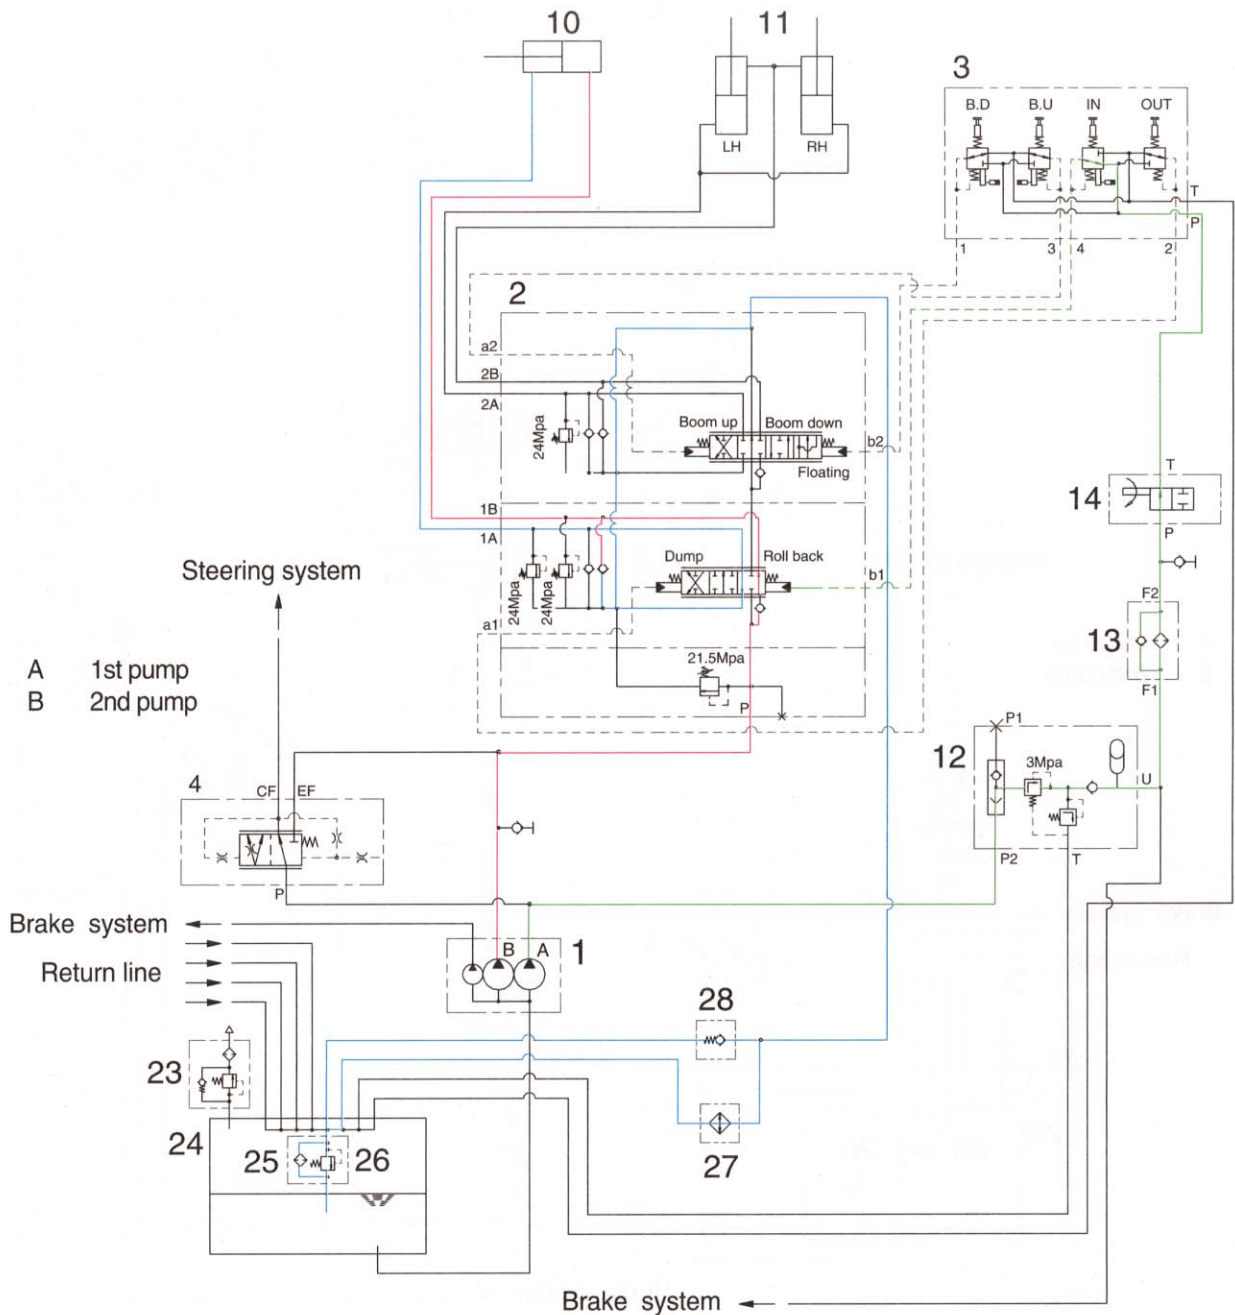 10
11
3
B.D B.U IN OUT
LH RH
T
P
1 3 4 2
2
a2
2B
2A
24Mpa
Boom up Boom down
b2
Floating
T
14
P
1B
1A
24Mpa 24Mpa
Dump Roll back
b1
a1
F2
13
F1
Steering system
A 1st pump
B 2nd pump
21.5Mpa
P
P1
12
3Mpa
U
P2 T
4
CF EF
P
Brake system
Return line
B A 1
28
23
24
25 26
27
Brake system